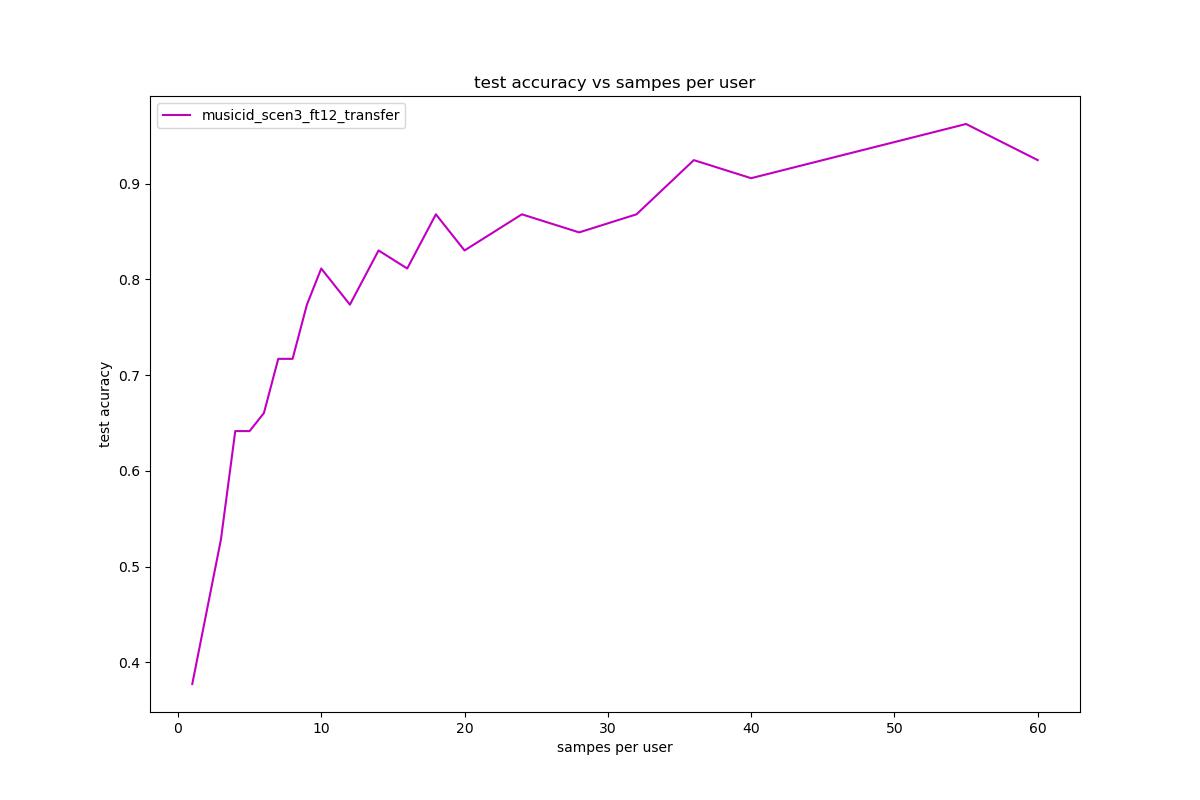 test accuracy vs sampes per user
musicid_scen3_ft12_transfer
test acuracy
0.9
0.8
0.7
0.6
0.5
0.4
0 10 20 30 40 50 60
sampes per user